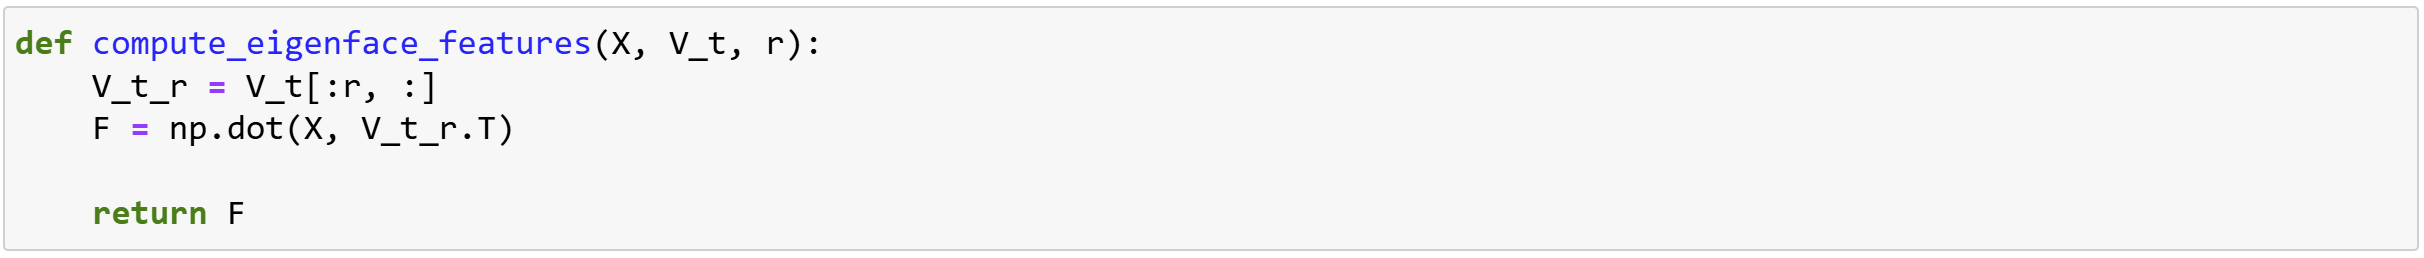 def compute_eigenface_features(X, V_t, r):
    V_t_r = V_t[:r, :]
    F = np.dot(X, V_t_r.T)

    return F